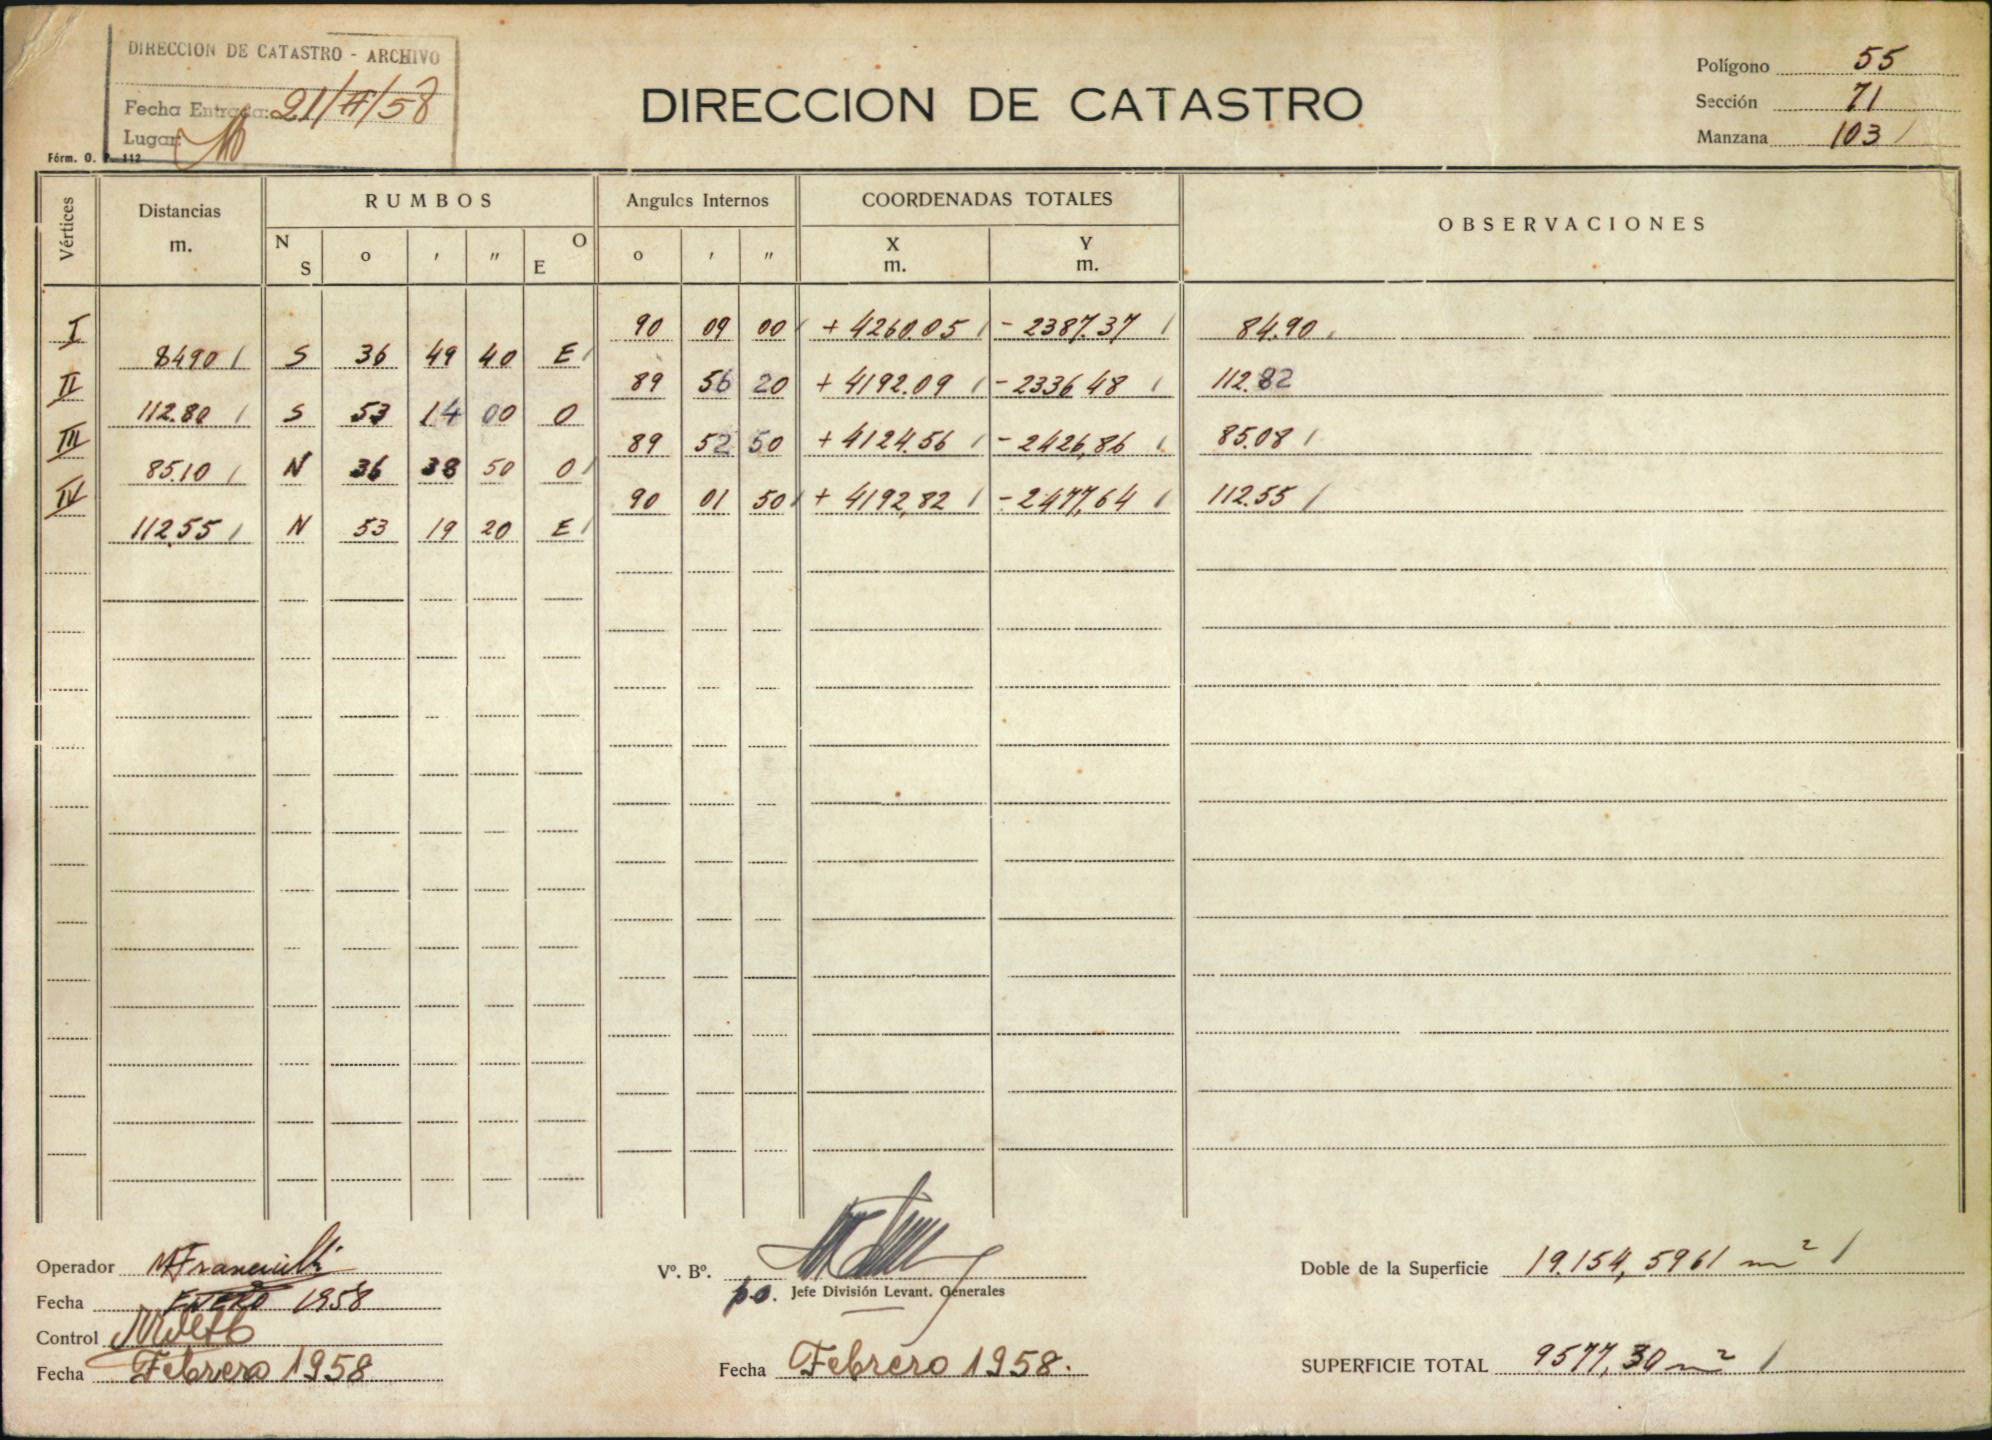 DIRECCION DE CATASTRO - ARCHIVO
Fecha Entrada: 21/II/58
Lugar:
Fórm. O. P. 112
DIRECCION DE CATASTRO
Polígono 55
Sección 71
Manzana 103 /
Vértices Distancias m. RUMBOS Angulos Internos COORDENADAS TOTALES OBSERVACIONES
N S o ' " O E o ' " X m. Y m.
I 90 09 00 / + 4260.05 / - 2387.37 / 84.90
84.90 / S 36 49 40 E /
II 89 56 20 + 4192.09 / - 2336 48 / 112.82
112.80 / S 53 14 00 O
III 89 52 50 + 4124.56 / - 2426,86 / 85.08 /
85.10 / N 36 38 50 O /
IV 90 01 50 / + 4192,82 / - 2477,64 / 112.55 /
112,55 / N 53 19 20 E /
Operador
Fecha ENERO 1958
Control
Fecha Febrero 1958
Vº. Bº.
p.o. Jefe División Levant. Generales
Fecha Febrero 1958.
Doble de la Superficie 19.154,5961 m² /
SUPERFICIE TOTAL 9577,30 m² /